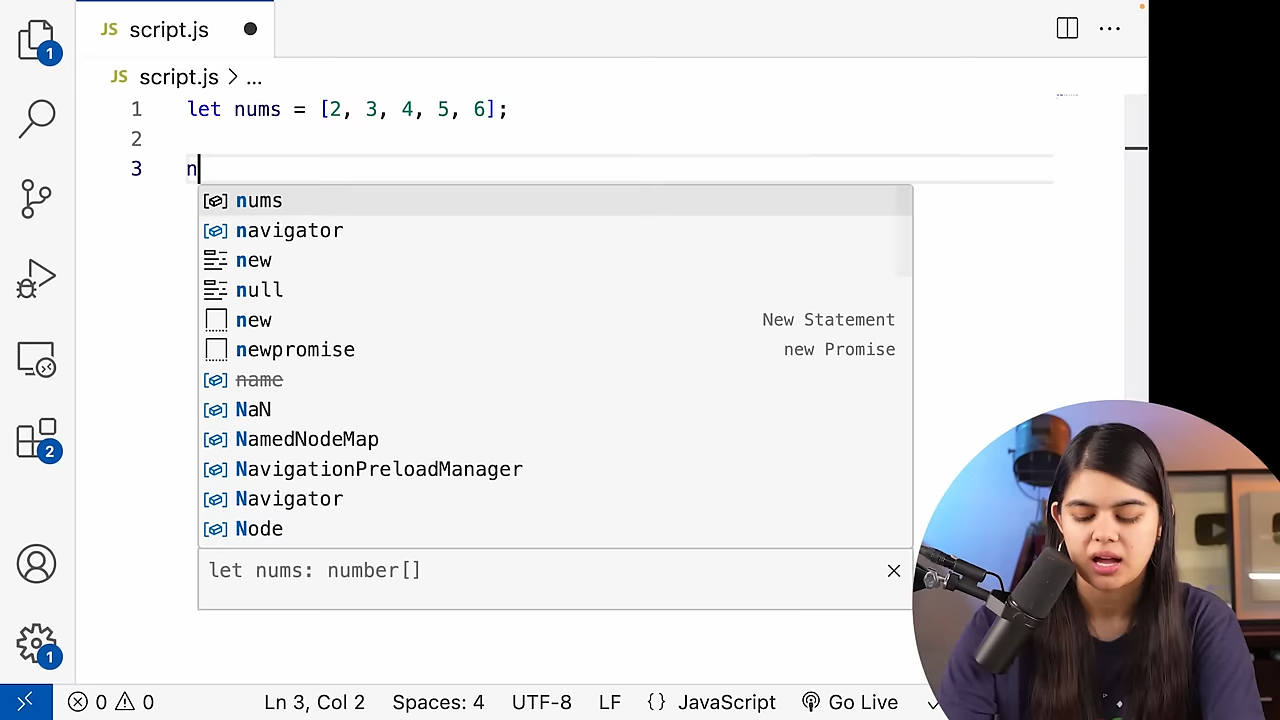 1
JS script.js
JS script.js > ...
1 let nums = [2, 3, 4, 5, 6];
2
3 n
nums
navigator
new
null
new New Statement
newpromise new Promise
name
NaN
NamedNodeMap
NavigationPreloadManager
Navigator
Node
let nums: number[]
2
1
0 0 Ln 3, Col 2 Spaces: 4 UTF-8 LF {} JavaScript Go Live